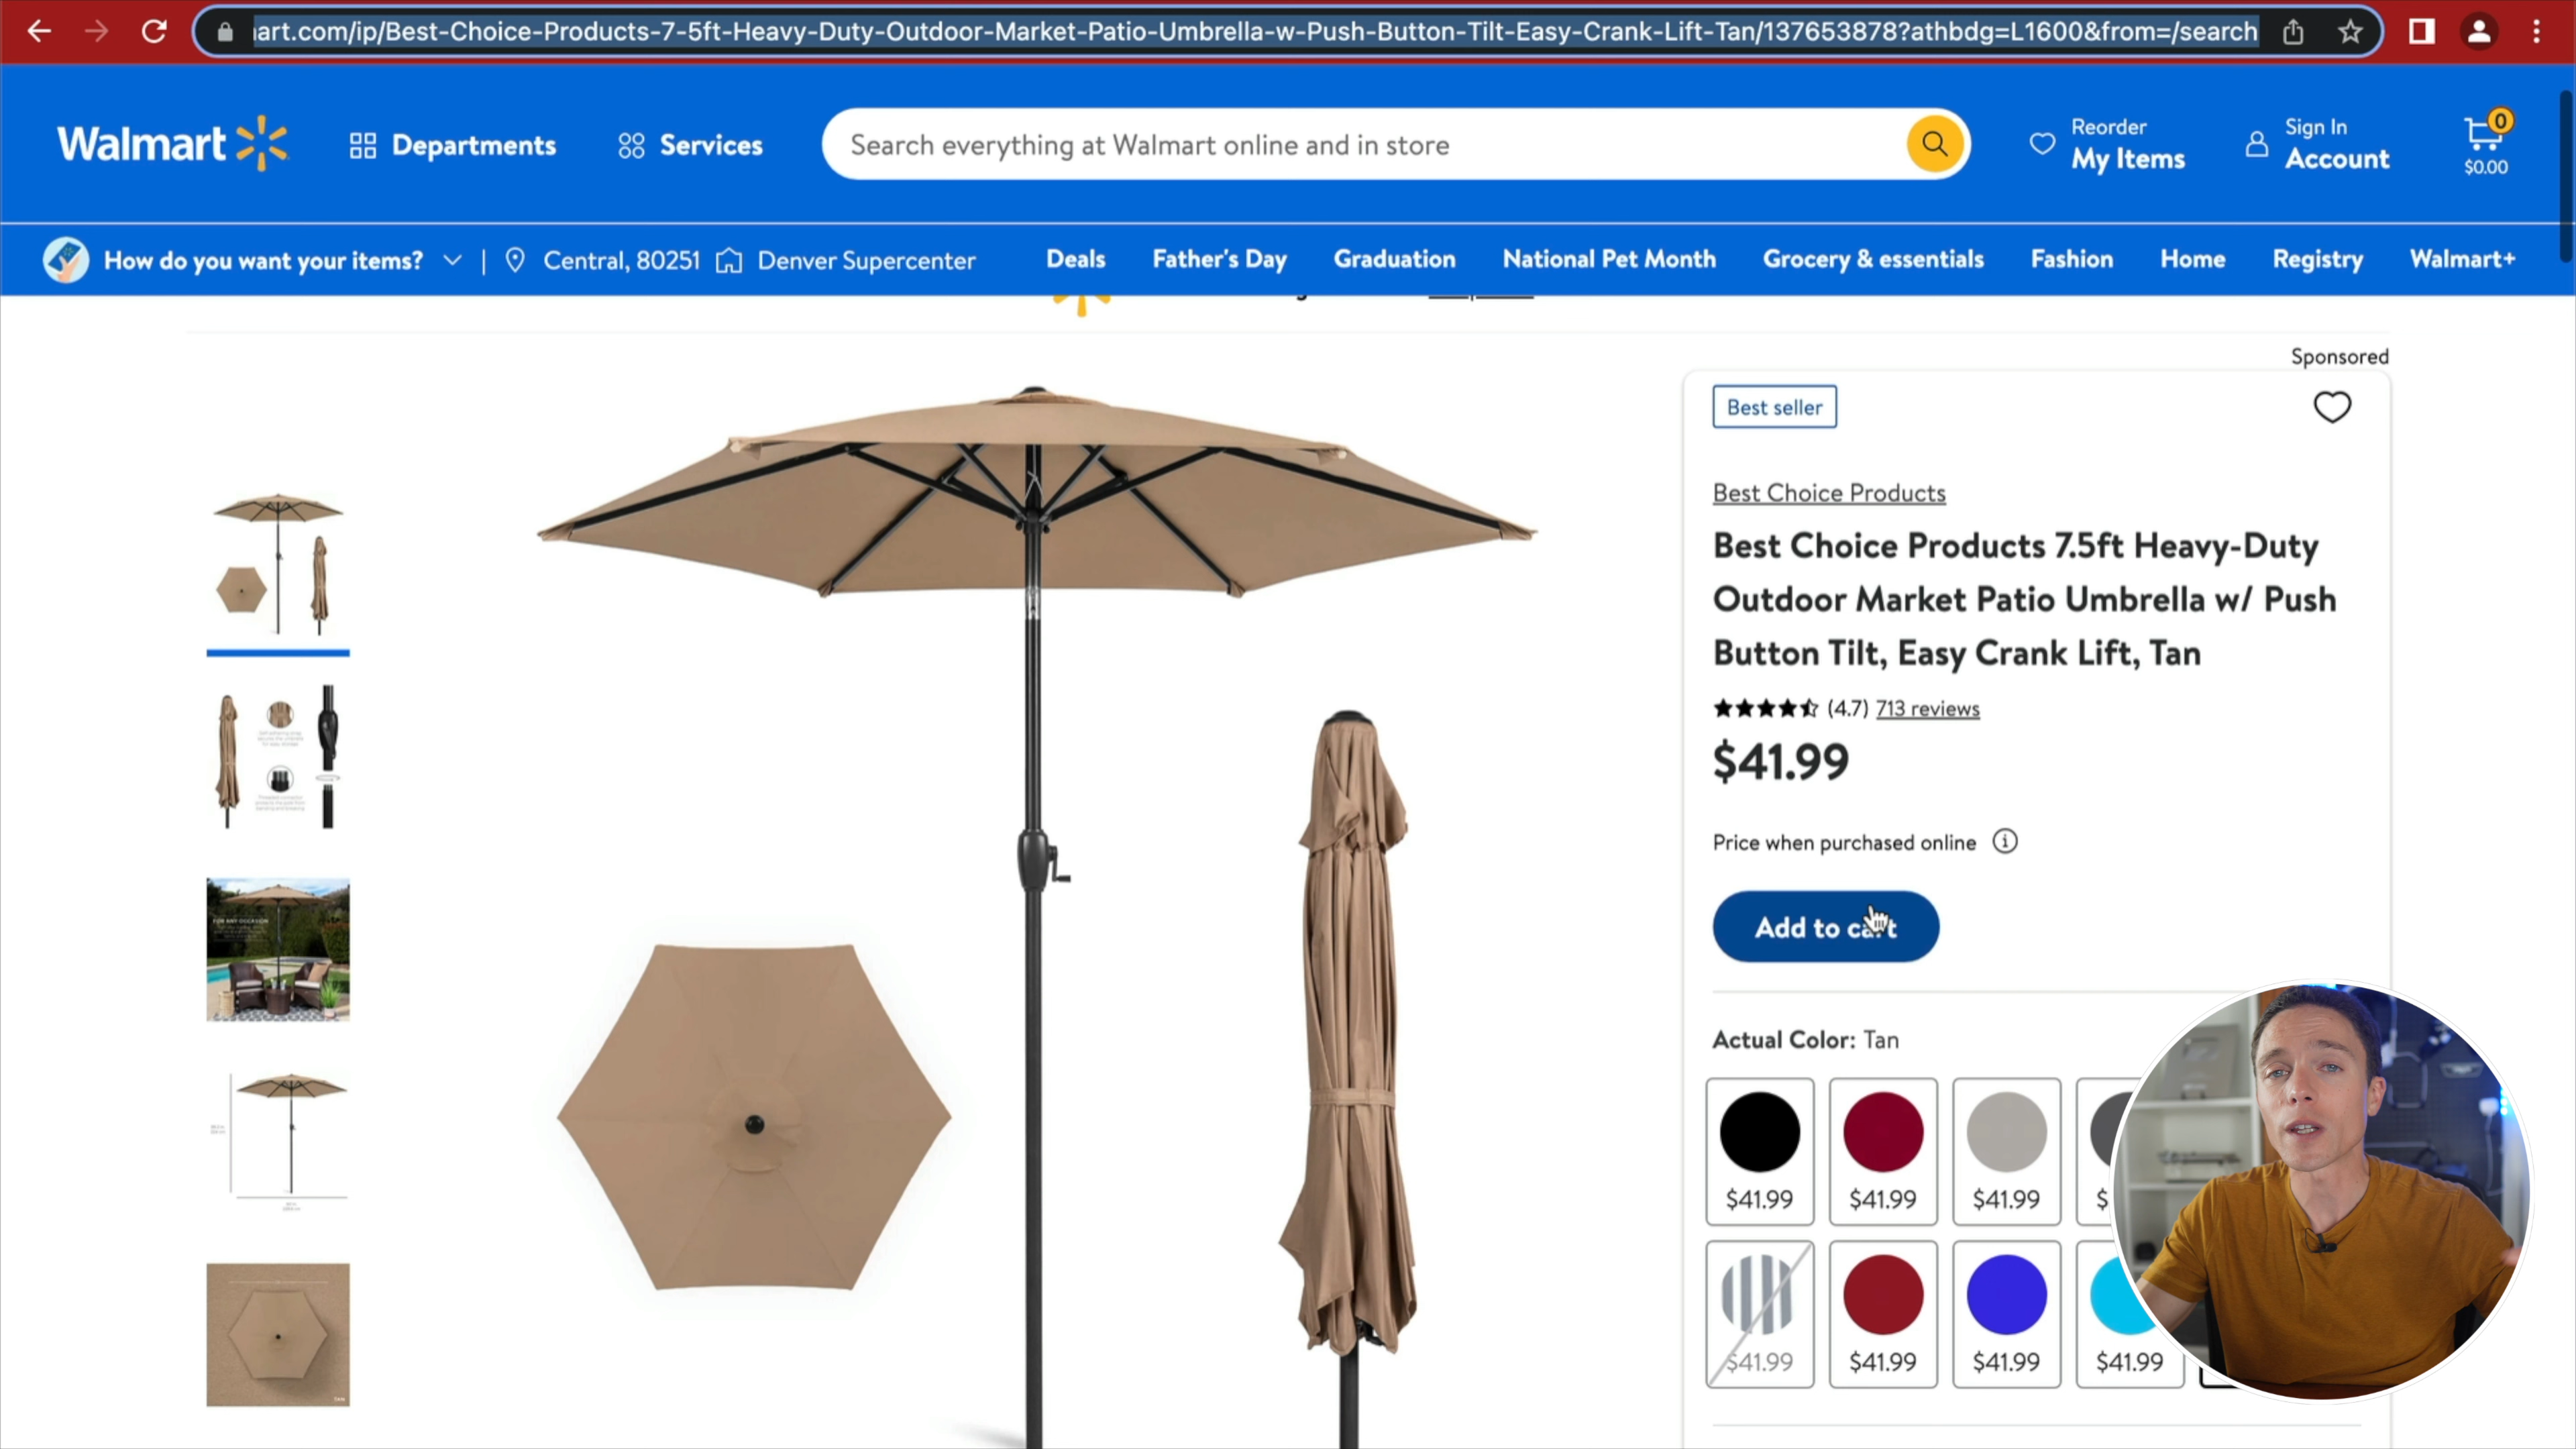 art.com/ip/Best-Choice-Products-7-5ft-Heavy-Duty-Outdoor-Market-Patio-Umbrella-w-Push-Button-Tilt-Easy-Crank-Lift-Tan/137653878?athbdg=L1600&from=/search
Walmart
Departments
Services
Search everything at Walmart online and in store
Reorder
My Items
Sign In
Account
0
$0.00
How do you want your items?
Central, 80251
Denver Supercenter
Deals
Father's Day
Graduation
National Pet Month
Grocery & essentials
Fashion
Home
Registry
Walmart+
Sponsored
Best seller
Best Choice Products
Best Choice Products 7.5ft Heavy-Duty
Outdoor Market Patio Umbrella w/ Push
Button Tilt, Easy Crank Lift, Tan
(4.7) 713 reviews
$41.99
Price when purchased online
Add to cart
FOR ANY OCCASION
Actual Color: Tan
$41.99
$41.99
$41.99
$
$41.99
$41.99
$41.99
$41.99
TAN